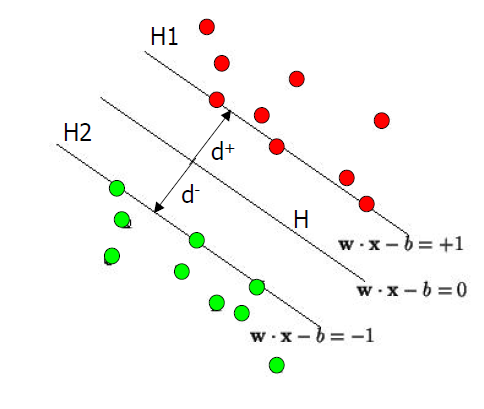 H1
H2
d+
d-
H
w · x − b = +1
w · x − b = 0
w · x − b = −1